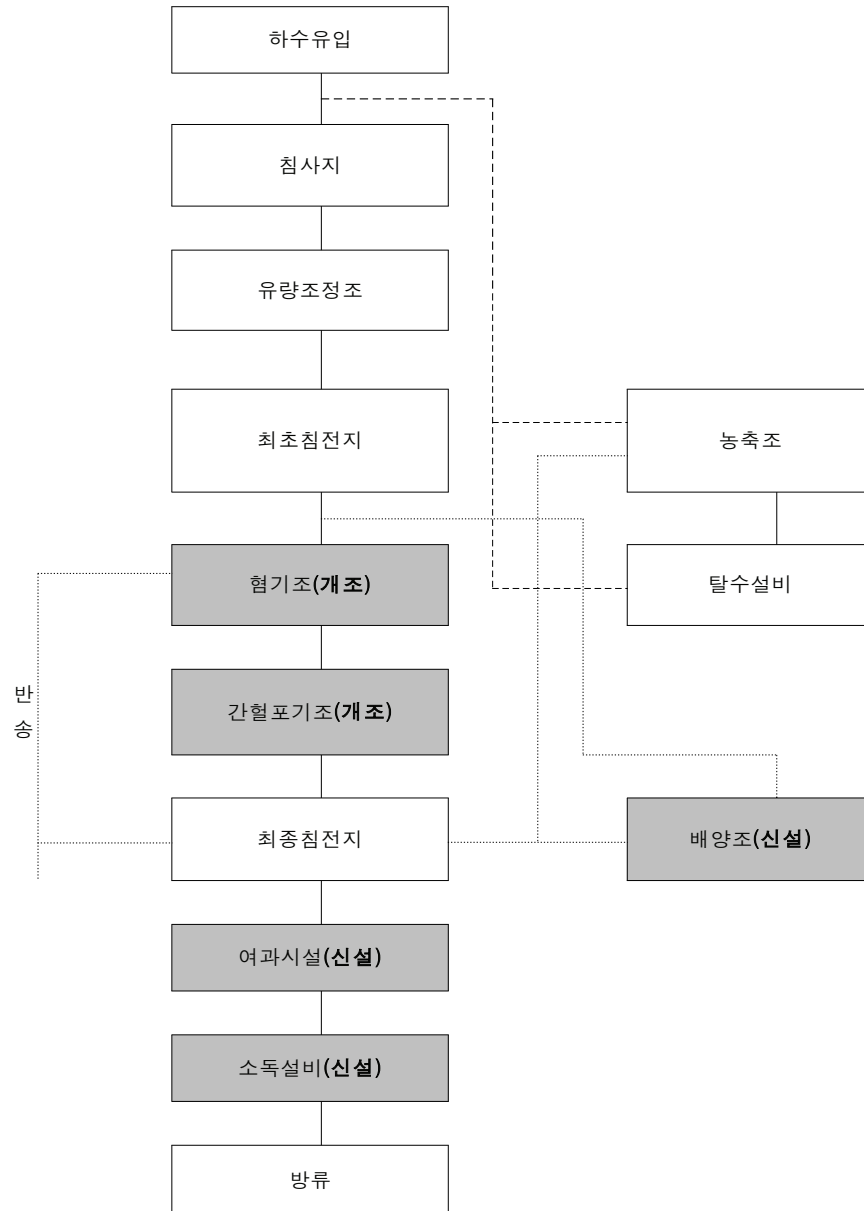 하수유입
침사지
유량조정조
최초침전지
농축조
혐기조(개조)
탈수설비
반
송
간헐포기조(개조)
최종침전지
배양조(신설)
여과시설(신설)
소독설비(신설)
방류